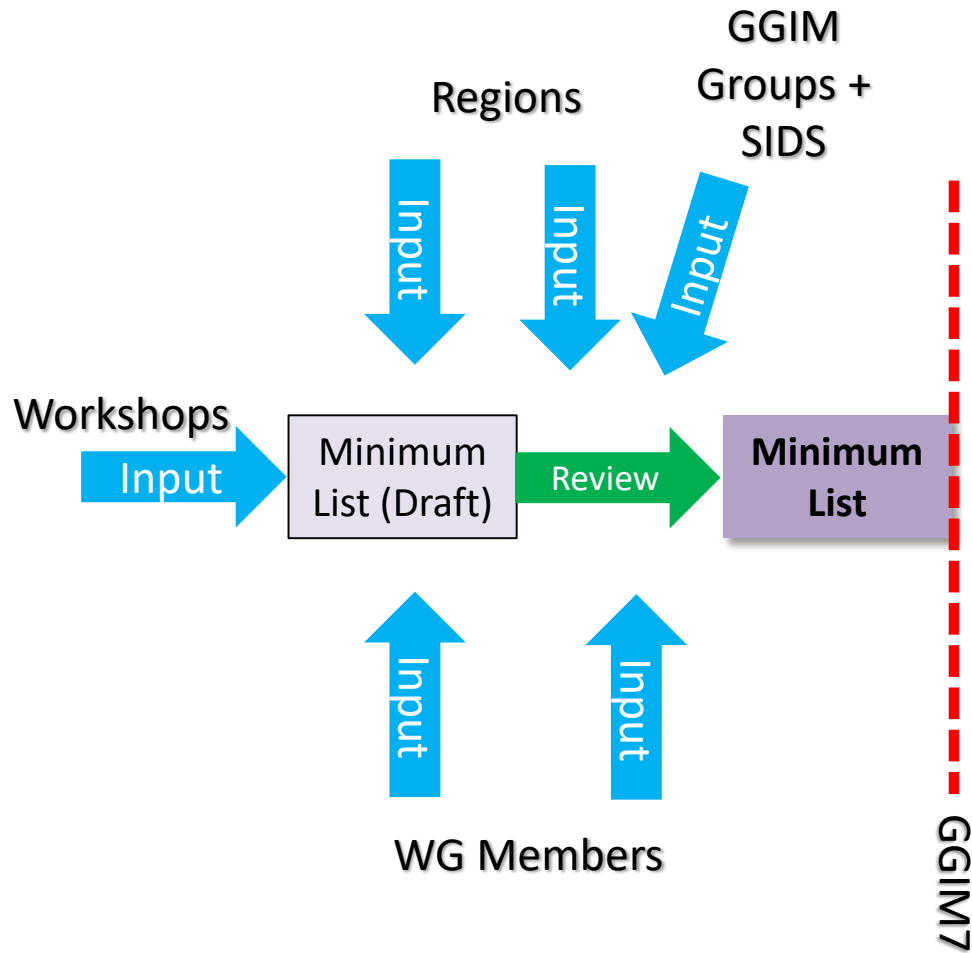 GGIM
Groups +
SIDS
Regions
Input
Input
Input
Workshops
Input
Minimum
List (Draft)
Review
Minimum
List
Input
Input
WG Members
GGIM7